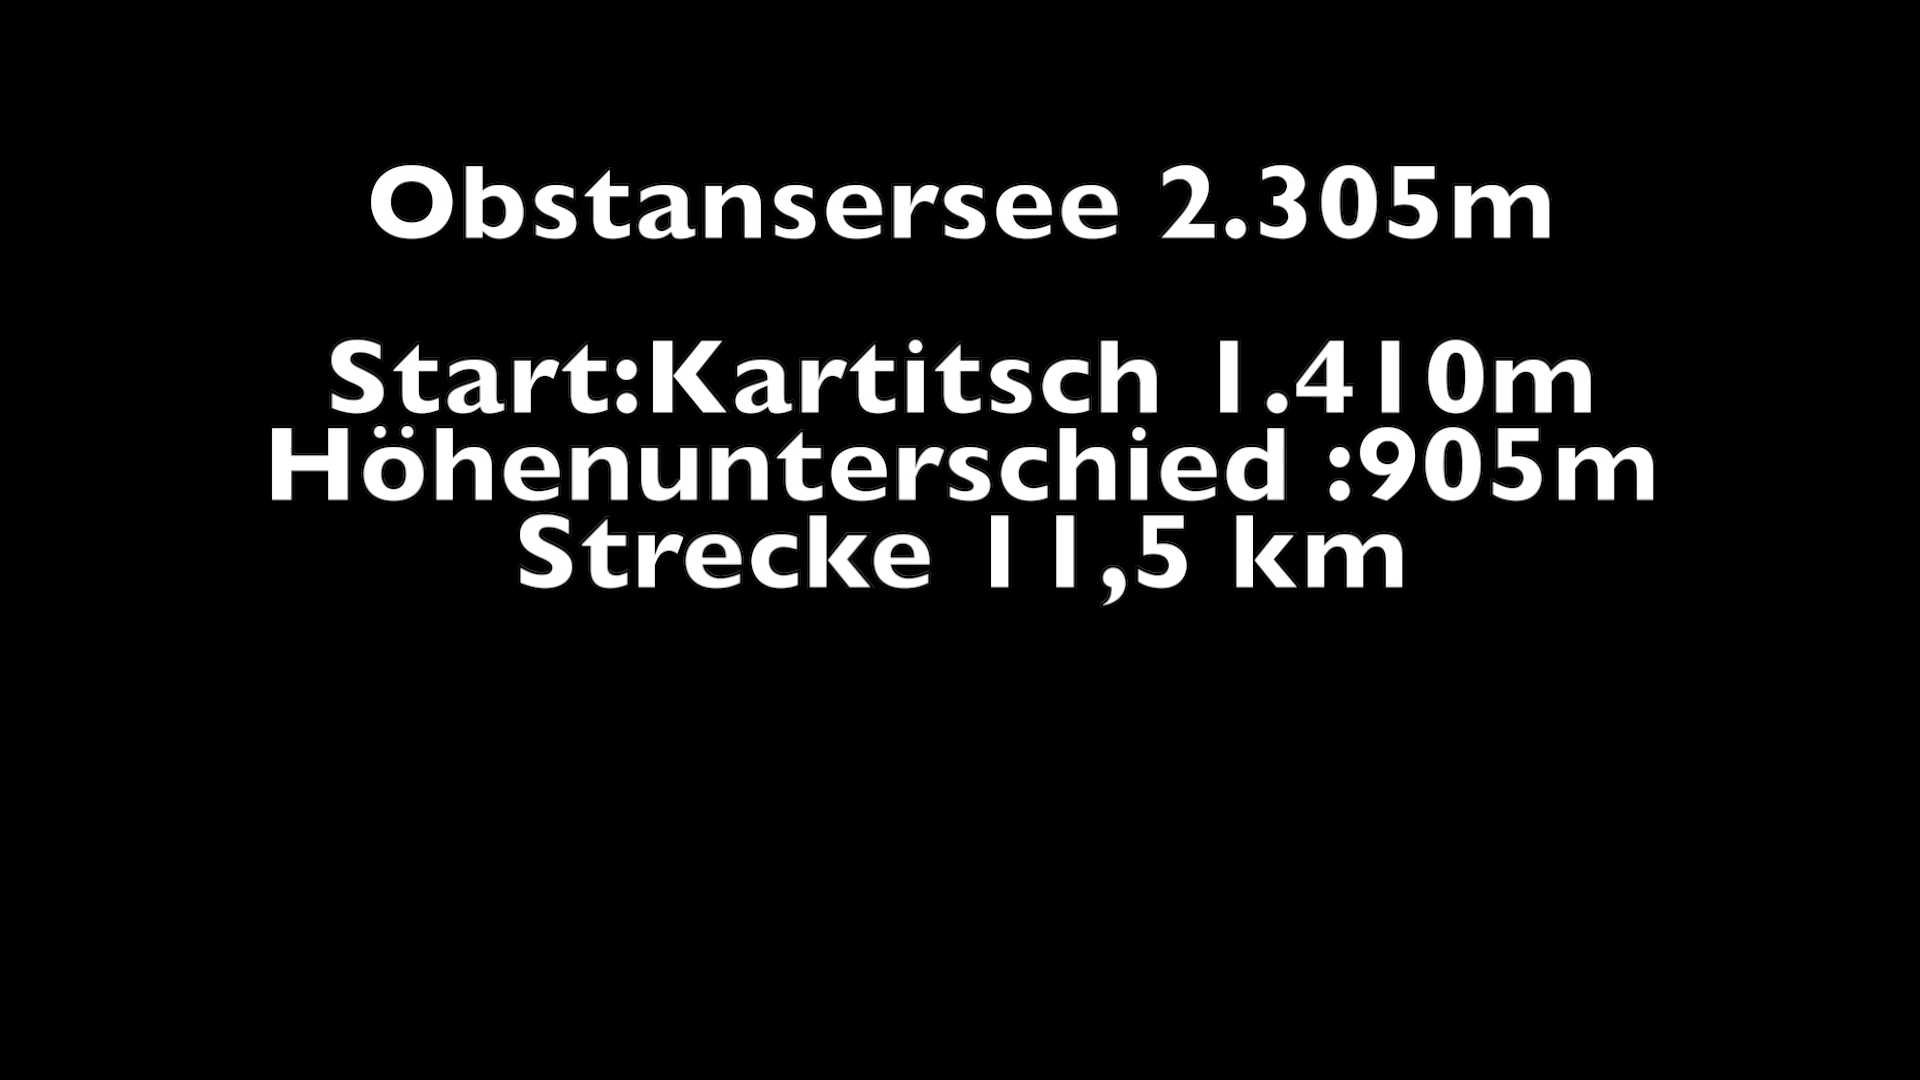 Obstansersee 2.305m
Start:Kartitsch 1.410m
Höhenunterschied :905m
Strecke 11,5 km